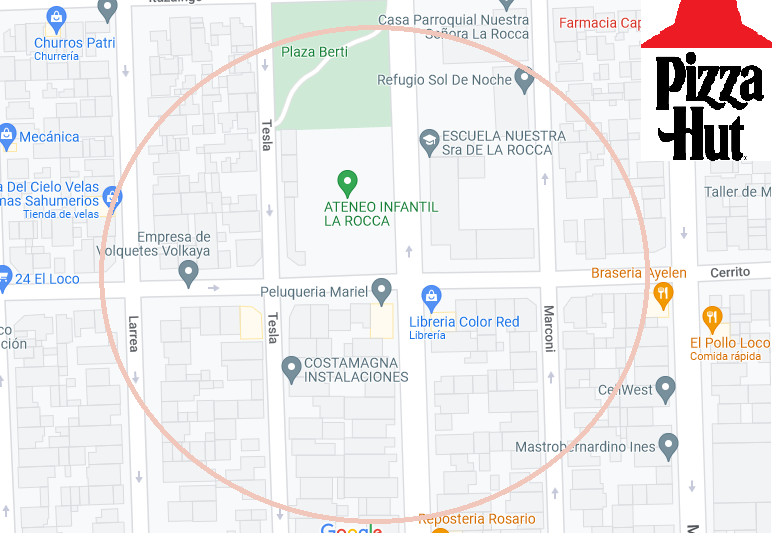 Casa Parroquial Nuestra
Señora La Rocca
Farmacia Cap
Churros Patri
Churrería
Plaza Berti
Pizza
Hut
Refugio Sol De Noche
Mecánica
Tesla
ESCUELA NUESTRA
Sra DE LA ROCCA
a Del Cielo Velas
mas Sahumerios
Tienda de velas
ATENEO INFANTIL
LA ROCCA
Taller de M
Empresa de
Volquetes Volkaya
24 El Loco
Braseria Ayelen
Cerrito
Peluqueria Mariel
Libreria Color Red
Librería
Larrea
Tesla
Marconi
co
ción
El Pollo Loco
Comida rápida
COSTAMAGNA
INSTALACIONES
CenWest
Mastrobernardino Ines
Reposteria Rosario
Google